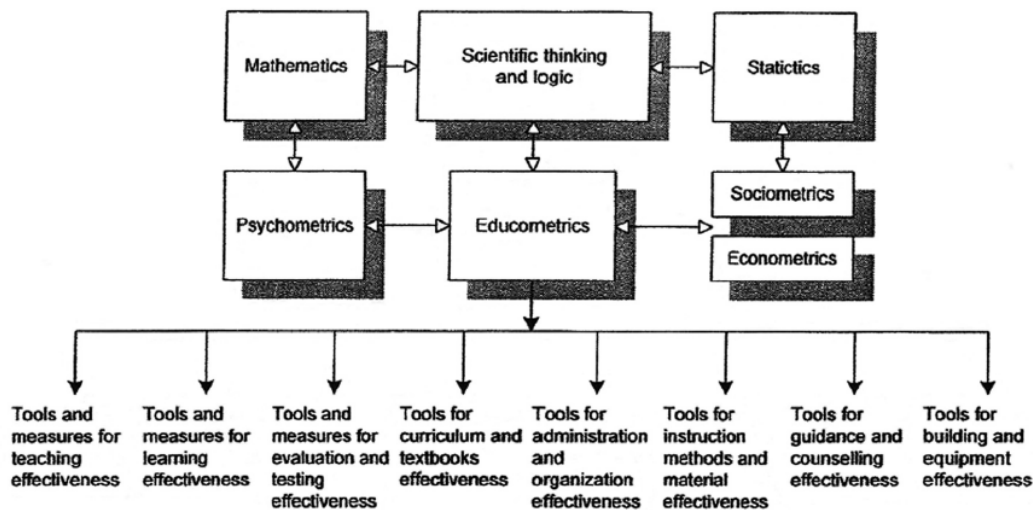 Mathematics
Scientific thinking
and logic
Statictics
Psychometrics
Educometrics
Sociometrics
Econometrics
Tools and
measures for
teaching
effectiveness
Tools and
measures for
learning
effectiveness
Tools and
measures for
evaluation and
testing
effectiveness
Tools for
curriculum and
textbooks
effectiveness
Tools for
administration
and
organization
effectiveness
Tools for
instruction
methods and
material
effectiveness
Tools for
guidance and
counselling
effectiveness
Tools for
building and
equipment
effectiveness